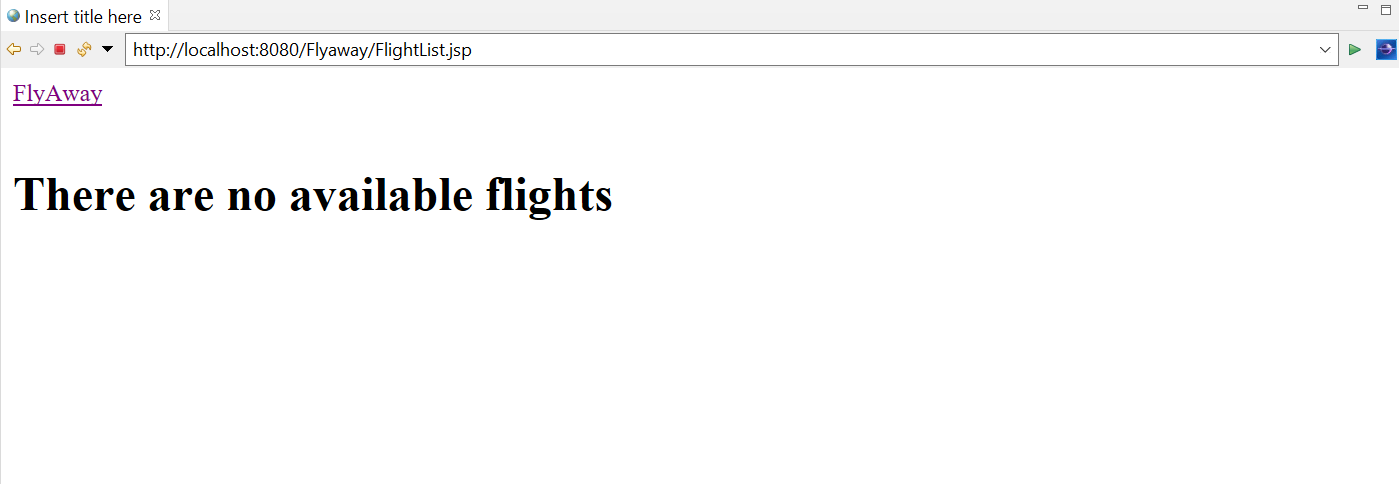 Insert title here
http://localhost:8080/Flyaway/FlightList.jsp
FlyAway
There are no available flights